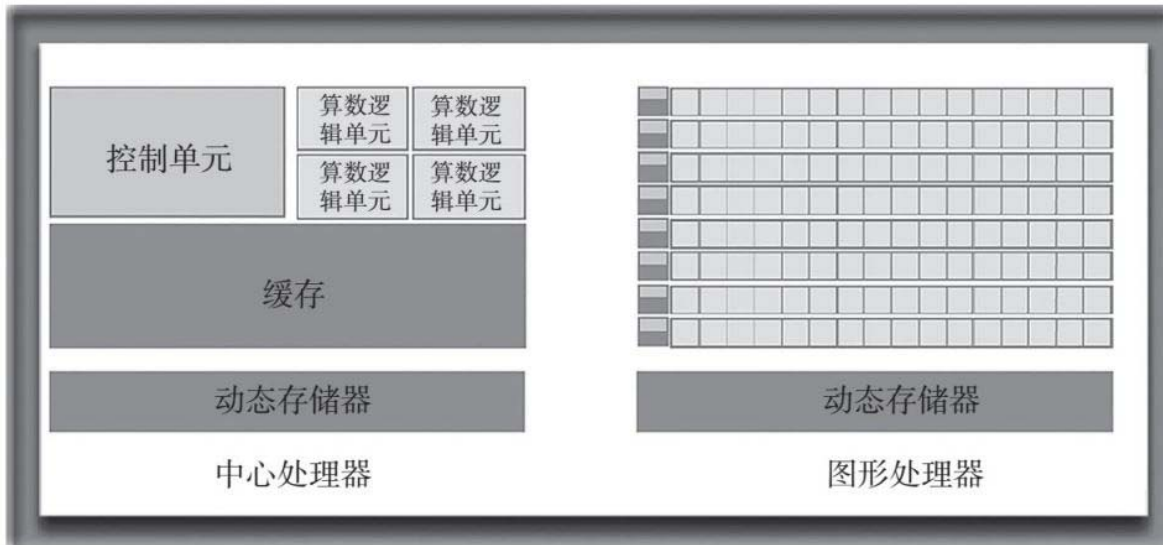 控制单元
算数逻
辑单元
算数逻
辑单元
算数逻
辑单元
算数逻
辑单元
缓存
动态存储器
中心处理器
动态存储器
图形处理器